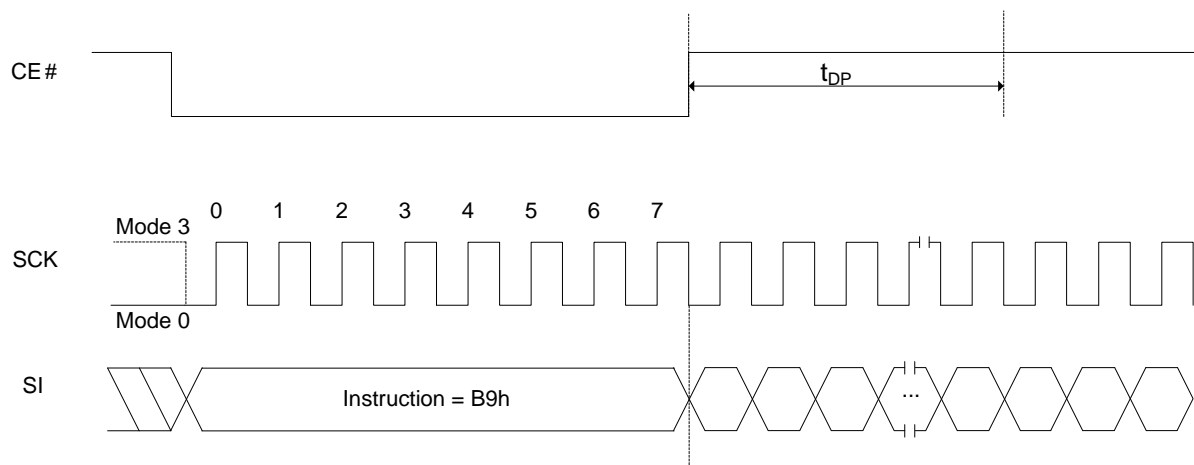 CE#
tDP
0 1 2 3 4 5 6 7
Mode 3
SCK
Mode 0
SI
Instruction = B9h
...